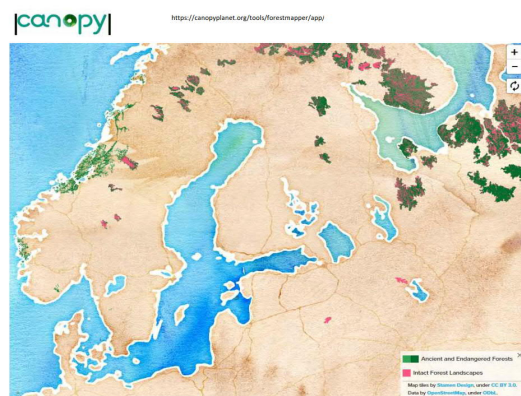 canopy
https://canopyplanet.org/tools/forestmapper/app/
+
−
Ancient and Endangered Forests
Intact Forest Landscapes
Map tiles by Stamen Design, under CC BY 3.0.
Data by OpenStreetMap, under ODbL.